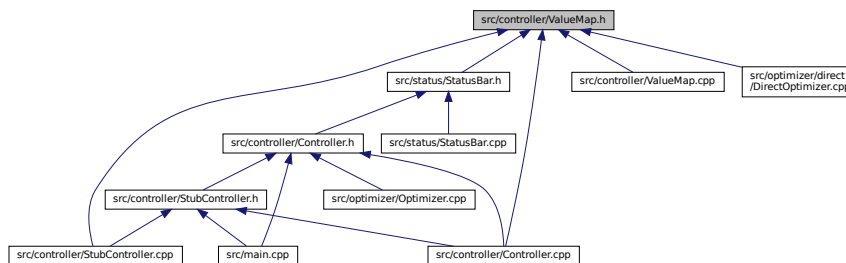 src/controller/ValueMap.h
src/status/StatusBar.h
src/controller/ValueMap.cpp
src/optimizer/direct
/DirectOptimizer.cpp
src/controller/Controller.h
src/status/StatusBar.cpp
src/controller/StubController.h
src/optimizer/Optimizer.cpp
src/controller/StubController.cpp
src/main.cpp
src/controller/Controller.cpp